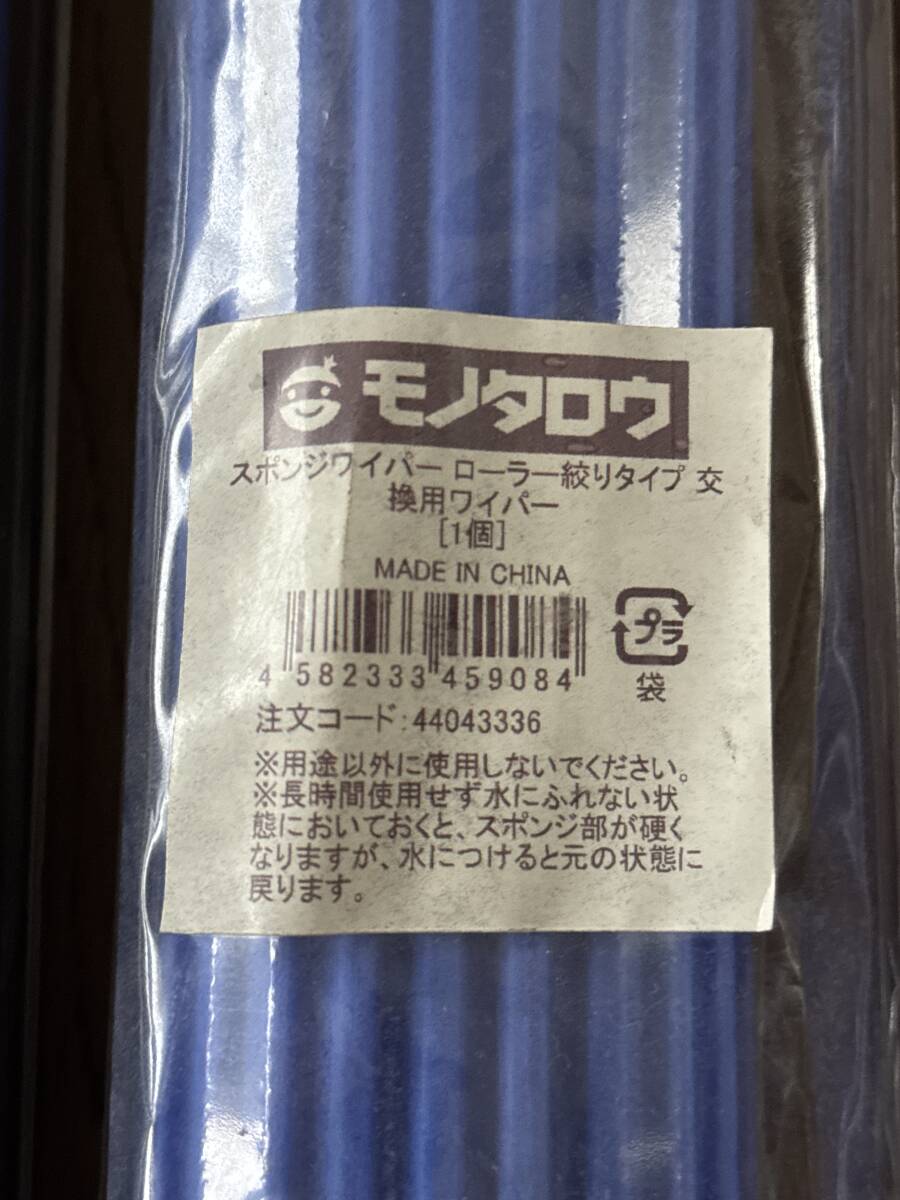 モノタロウ
スポンジワイパー ローラー絞りタイプ 交
換用ワイパー
[1個]
MADE IN CHINA
4 582333 459084
プラ
袋
注文コード:44043336
※用途以外に使用しないでください。
※長時間使用せず水にふれない状
態においておくと、スポンジ部が硬く
なりますが、水につけると元の状態に
戻ります。